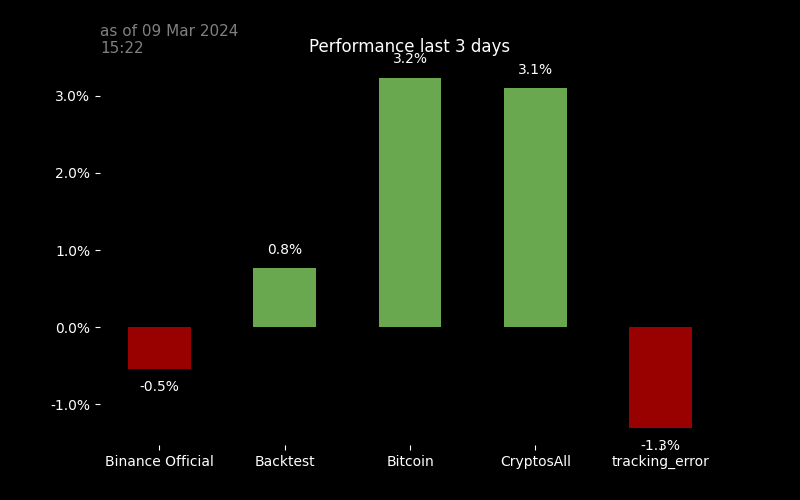 as of 09 Mar 2024
15:22
Performance last 3 days
3.2%
3.1%
3.0%
2.0%
1.0%
0.8%
0.0%
-0.5%
-1.0%
-1.3%
Binance Official
Backtest
Bitcoin
CryptosAll
tracking_error